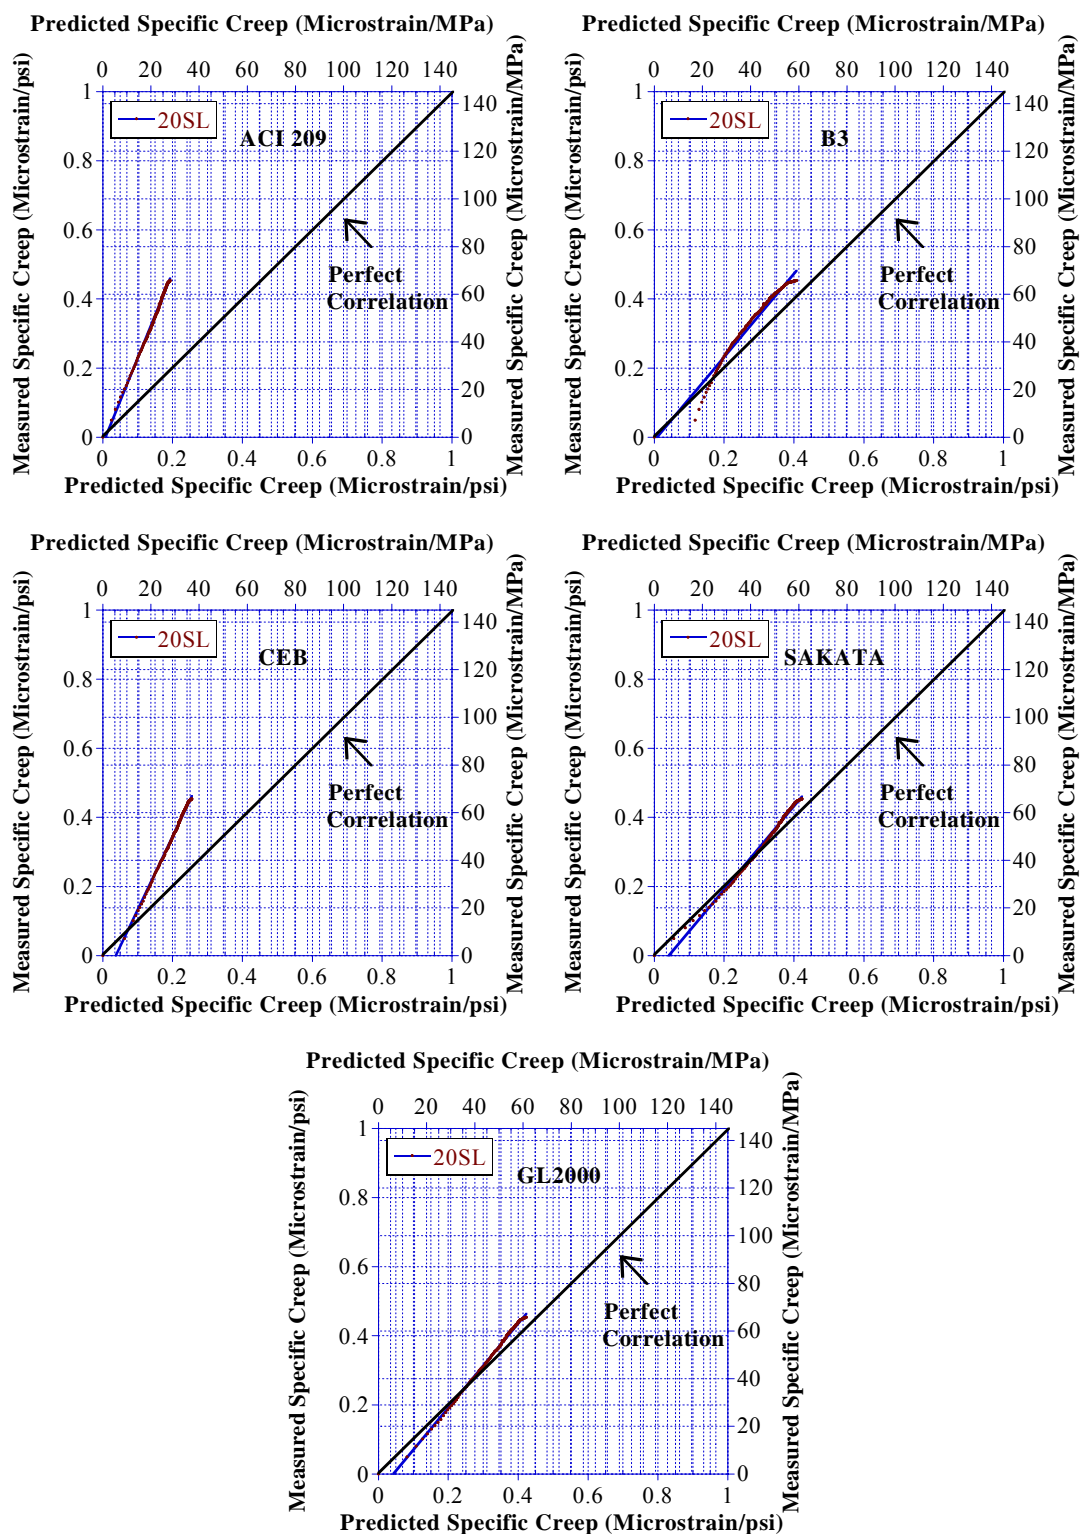 Predicted Specific Creep (Microstrain/MPa)
0 20 40 60 80 100 120 140
Measured Specific Creep (Microstrain/psi)
1
0.8
0.6
0.4
0.2
0
20SL
ACI 209
Perfect
Correlation
140
120
100
80
60
40
20
0
Measured Specific Creep (Microstrain/MPa)
0 0.2 0.4 0.6 0.8 1
Predicted Specific Creep (Microstrain/psi)
Predicted Specific Creep (Microstrain/MPa)
0 20 40 60 80 100 120 140
Measured Specific Creep (Microstrain/psi)
1
0.8
0.6
0.4
0.2
0
20SL
B3
Perfect
Correlation
140
120
100
80
60
40
20
0
Measured Specific Creep (Microstrain/MPa)
0 0.2 0.4 0.6 0.8 1
Predicted Specific Creep (Microstrain/psi)
Predicted Specific Creep (Microstrain/MPa)
0 20 40 60 80 100 120 140
Measured Specific Creep (Microstrain/psi)
1
0.8
0.6
0.4
0.2
0
20SL
CEB
Perfect
Correlation
140
120
100
80
60
40
20
0
Measured Specific Creep (Microstrain/MPa)
0 0.2 0.4 0.6 0.8 1
Predicted Specific Creep (Microstrain/psi)
Predicted Specific Creep (Microstrain/MPa)
0 20 40 60 80 100 120 140
Measured Specific Creep (Microstrain/psi)
1
0.8
0.6
0.4
0.2
0
20SL
SAKATA
Perfect
Correlation
140
120
100
80
60
40
20
0
Measured Specific Creep (Microstrain/MPa)
0 0.2 0.4 0.6 0.8 1
Predicted Specific Creep (Microstrain/psi)
Predicted Specific Creep (Microstrain/MPa)
0 20 40 60 80 100 120 140
Measured Specific Creep (Microstrain/psi)
1
0.8
0.6
0.4
0.2
0
20SL
GL2000
Perfect
Correlation
140
120
100
80
60
40
20
0
Measured Specific Creep (Microstrain/MPa)
0 0.2 0.4 0.6 0.8 1
Predicted Specific Creep (Microstrain/psi)